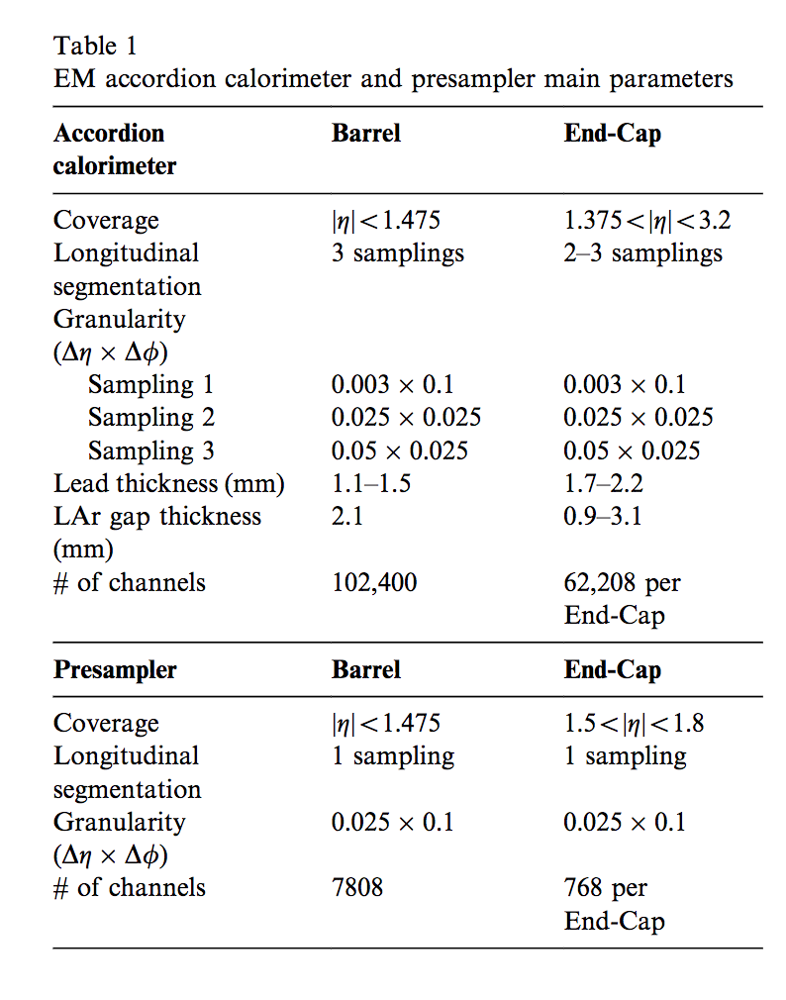 Table 1
EM accordion calorimeter and presampler main parameters
Accordion calorimeter Barrel End-Cap
Coverage |η|<1.475 1.375<|η|<3.2
Longitudinal segmentation 3 samplings 2–3 samplings
Granularity
(Δη × Δϕ)
Sampling 1 0.003 × 0.1 0.003 × 0.1
Sampling 2 0.025 × 0.025 0.025 × 0.025
Sampling 3 0.05 × 0.025 0.05 × 0.025
Lead thickness (mm) 1.1–1.5 1.7–2.2
LAr gap thickness (mm) 2.1 0.9–3.1
# of channels 102,400 62,208 per End-Cap
Presampler Barrel End-Cap
Coverage |η|<1.475 1.5<|η|<1.8
Longitudinal segmentation 1 sampling 1 sampling
Granularity (Δη × Δϕ) 0.025 × 0.1 0.025 × 0.1
# of channels 7808 768 per End-Cap